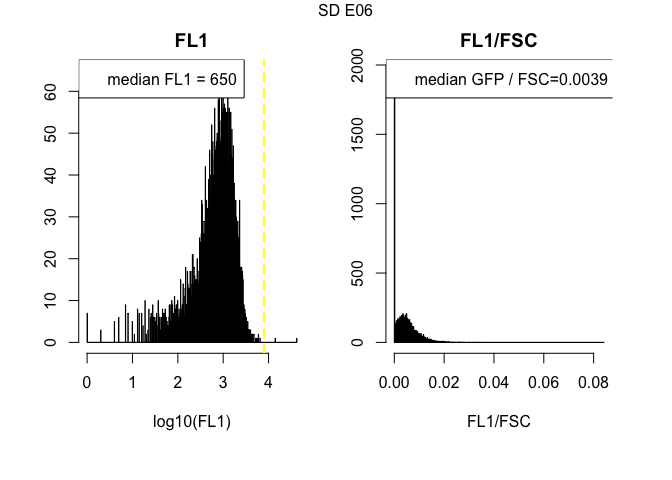 SD E06
FL1
median FL1 = 650
0
10
20
30
40
50
60
0 1 2 3 4
log10(FL1)
FL1/FSC
median GFP / FSC=0.0039
0
500
1000
1500
2000
0.00 0.02 0.04 0.06 0.08
FL1/FSC